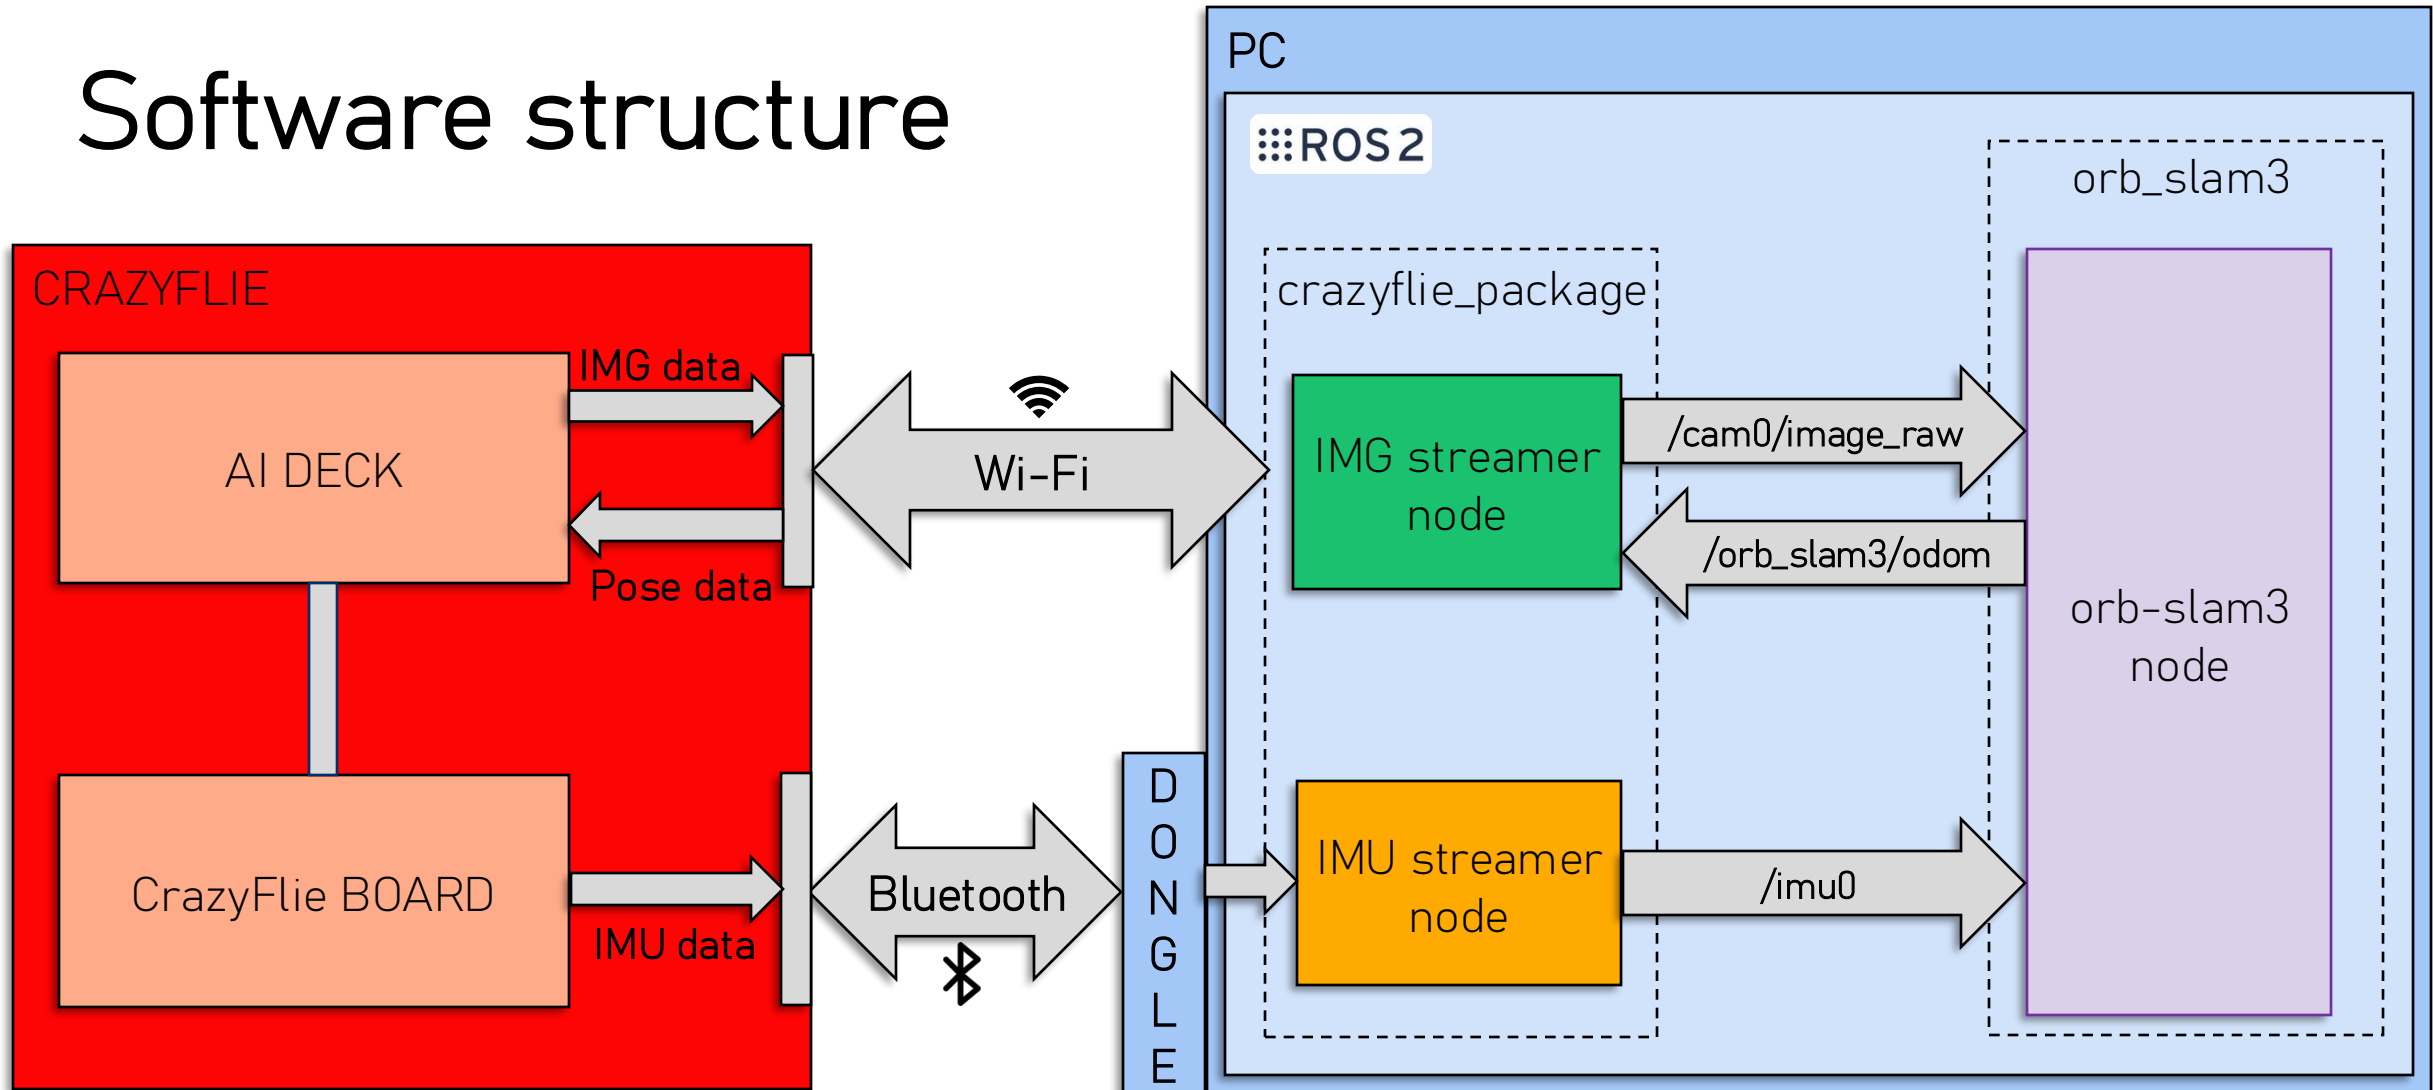 Software structure
PC
ROS 2
orb_slam3
CRAZYFLIE
crazyflie_package
IMG data
AI DECK
Wi-Fi
IMG streamer
node
/cam0/image_raw
/orb_slam3/odom
Pose data
orb-slam3
node
CrazyFlie BOARD
IMU data
Bluetooth
D
O
N
G
L
E
IMU streamer
node
/imu0